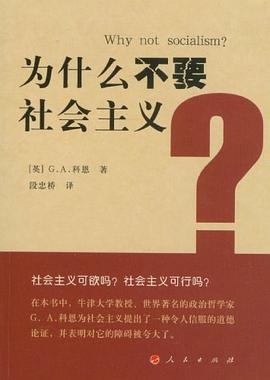 Why not socialism?
为什么不要
社会主义
?
[英] G.A.科恩 著
段忠桥 译
社会主义可欲吗？社会主义可行吗？
在本书中，牛津大学教授、世界著名的政治哲学家
G.A.科恩为社会主义提出了一种令人信服的道德
论证，并表明对它的障碍被夸大了。
人民出版社